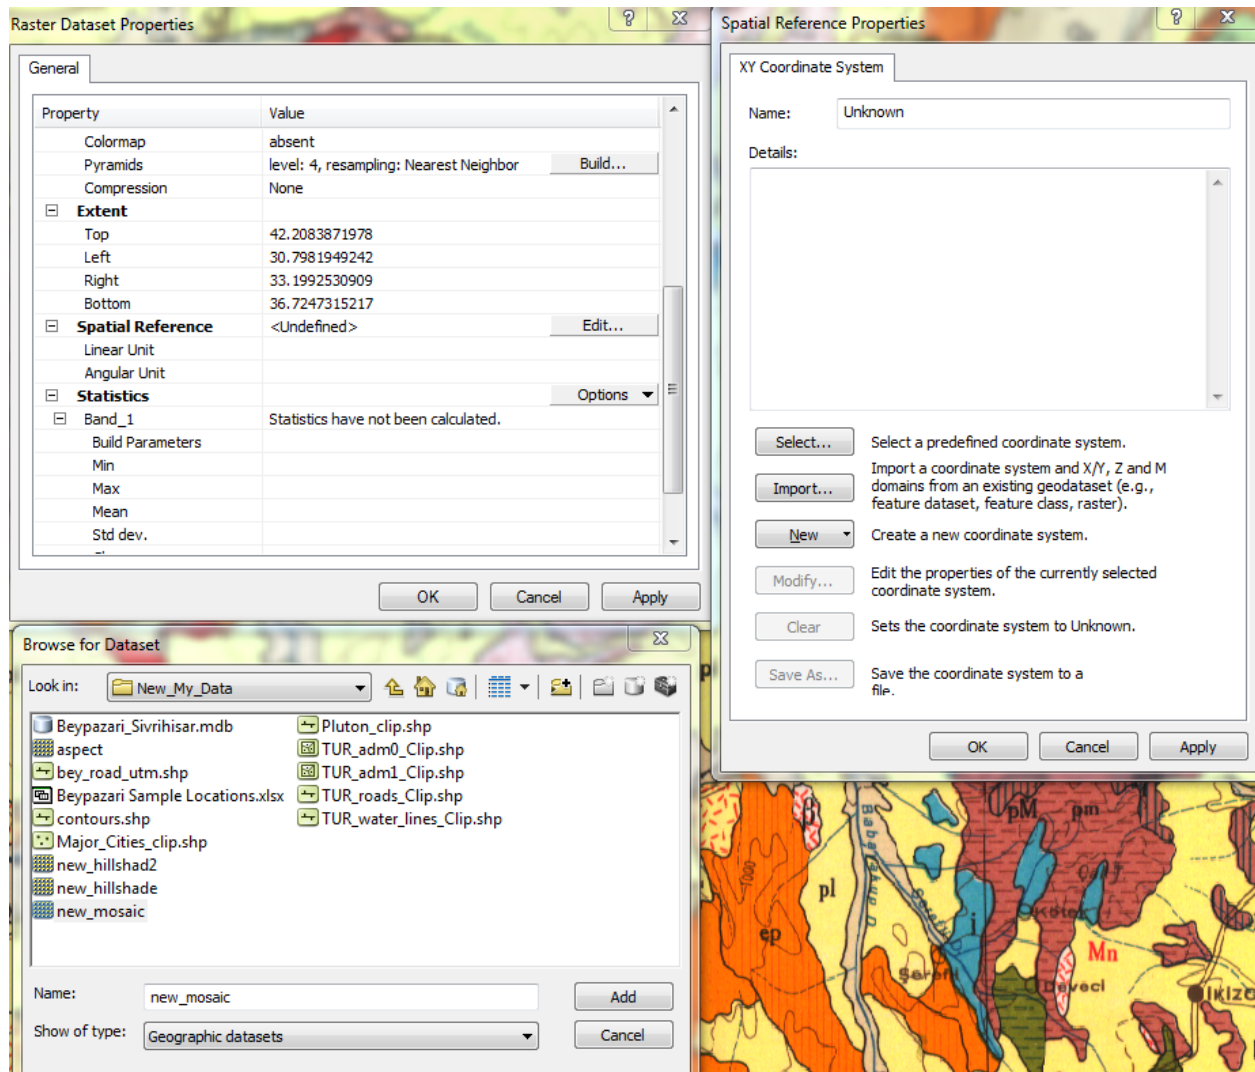 Raster Dataset Properties
General
Property Value
Colormap absent
Pyramids level: 4, resampling: Nearest Neighbor Build...
Compression None
Extent
Top 42.2083871978
Left 30.7981949242
Right 33.1992530909
Bottom 36.7247315217
Spatial Reference <Undefined> Edit...
Linear Unit
Angular Unit
Statistics Options
Band_1 Statistics have not been calculated.
Build Parameters
Min
Max
Mean
Std dev.
OK Cancel Apply
Spatial Reference Properties
XY Coordinate System
Name: Unknown
Details:
Select... Select a predefined coordinate system.
Import... Import a coordinate system and X/Y, Z and M
domains from an existing geodataset (e.g.,
feature dataset, feature class, raster).
New Create a new coordinate system.
Modify... Edit the properties of the currently selected
coordinate system.
Clear Sets the coordinate system to Unknown.
Save As... Save the coordinate system to a
file.
OK Cancel Apply
Browse for Dataset
Look in: New_My_Data
Beypazari_Sivrihisar.mdb
aspect
bey_road_utm.shp
Beypazari Sample Locations.xlsx
contours.shp
Major_Cities_clip.shp
new_hillshad2
new_hillshade
new_mosaic
Pluton_clip.shp
TUR_adm0_Clip.shp
TUR_adm1_Clip.shp
TUR_roads_Clip.shp
TUR_water_lines_Clip.shp
Name: new_mosaic Add
Show of type: Geographic datasets Cancel
pM pm
pl
ep
1000
j
Mn
Deveci